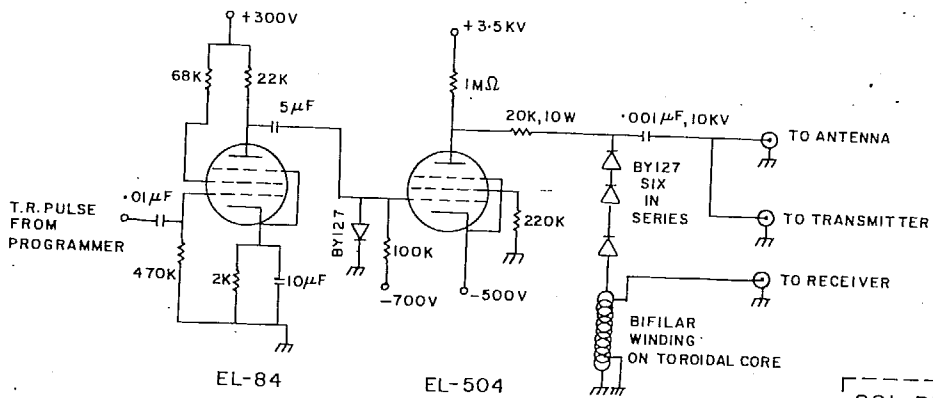 +300V
68K
22K
5μF
·01μF
T.R. PULSE
FROM
PROGRAMMER
470K
2K
10μF
EL-84
BY127
100K
-700V
+3·5KV
1MΩ
220K
-500V
EL-504
20K,10W
·001μF,10KV
BY127
SIX
IN
SERIES
TO ANTENNA
TO TRANSMITTER
TO RECEIVER
BIFILAR
WINDING
ON TOROIDAL CORE